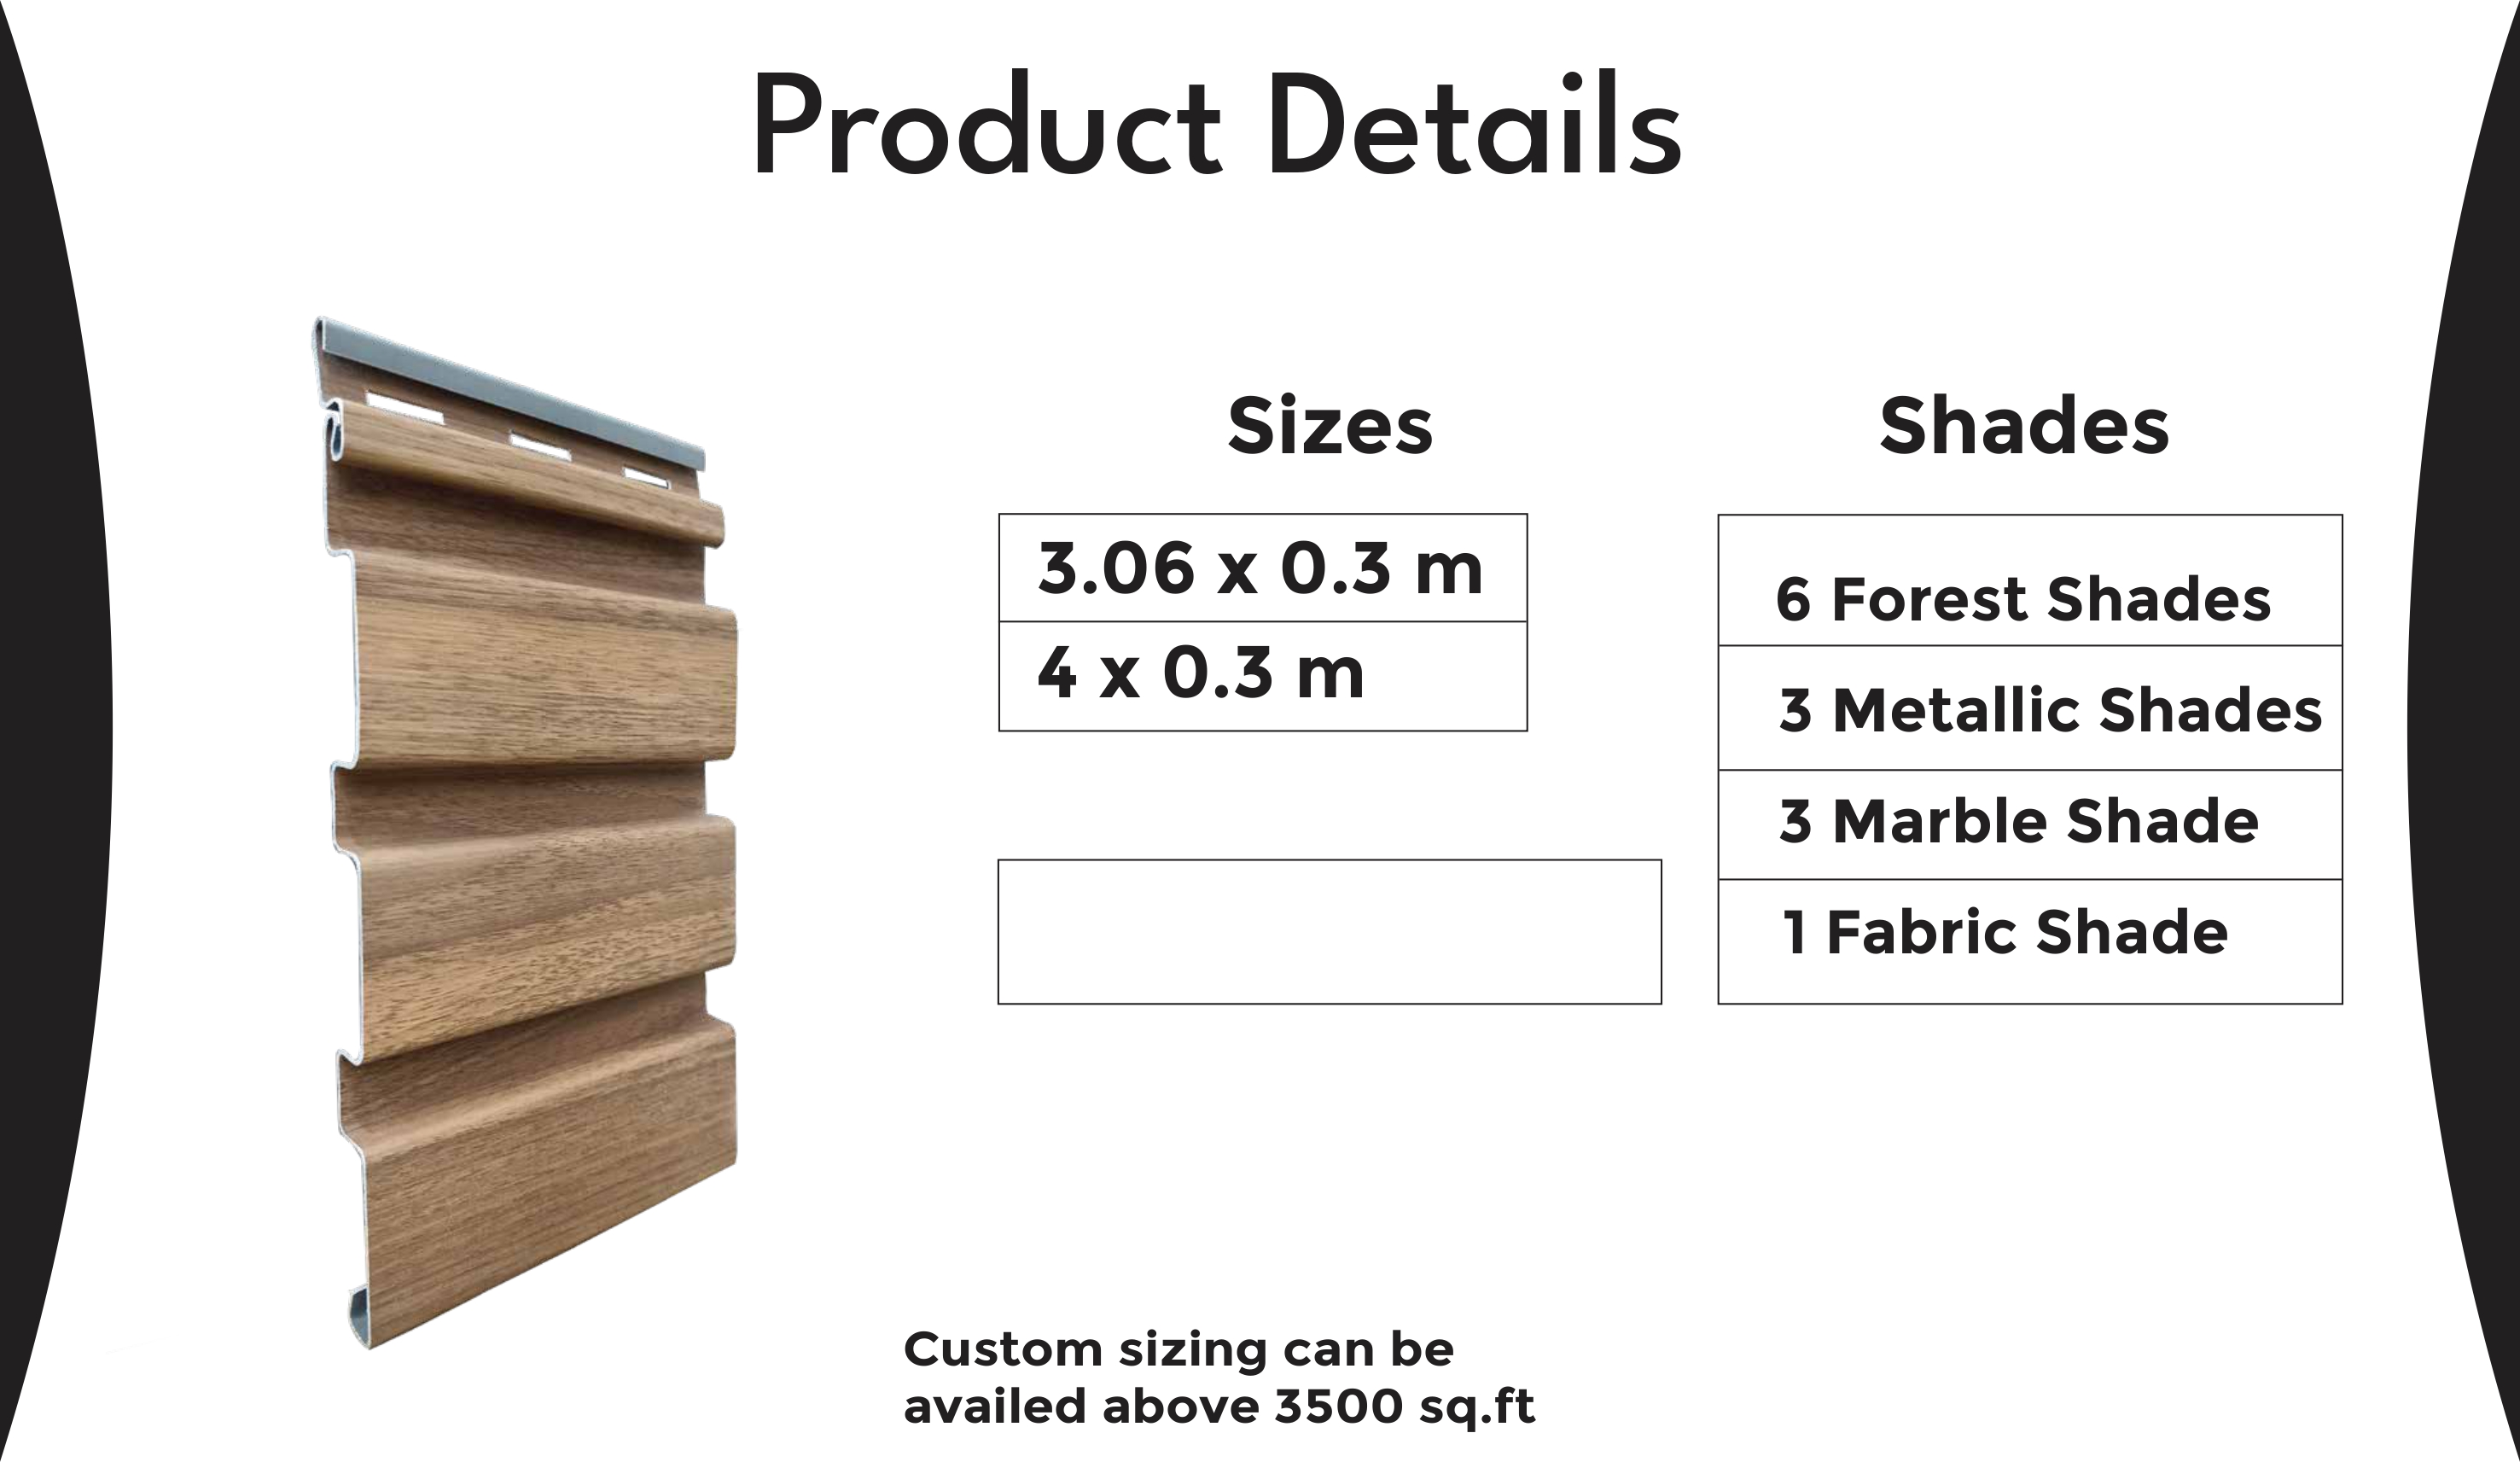 Product Details
Sizes
3.06 x 0.3 m
4 x 0.3 m
Shades
6 Forest Shades
3 Metallic Shades
3 Marble Shade
1 Fabric Shade
Custom sizing can be
availed above 3500 sq.ft